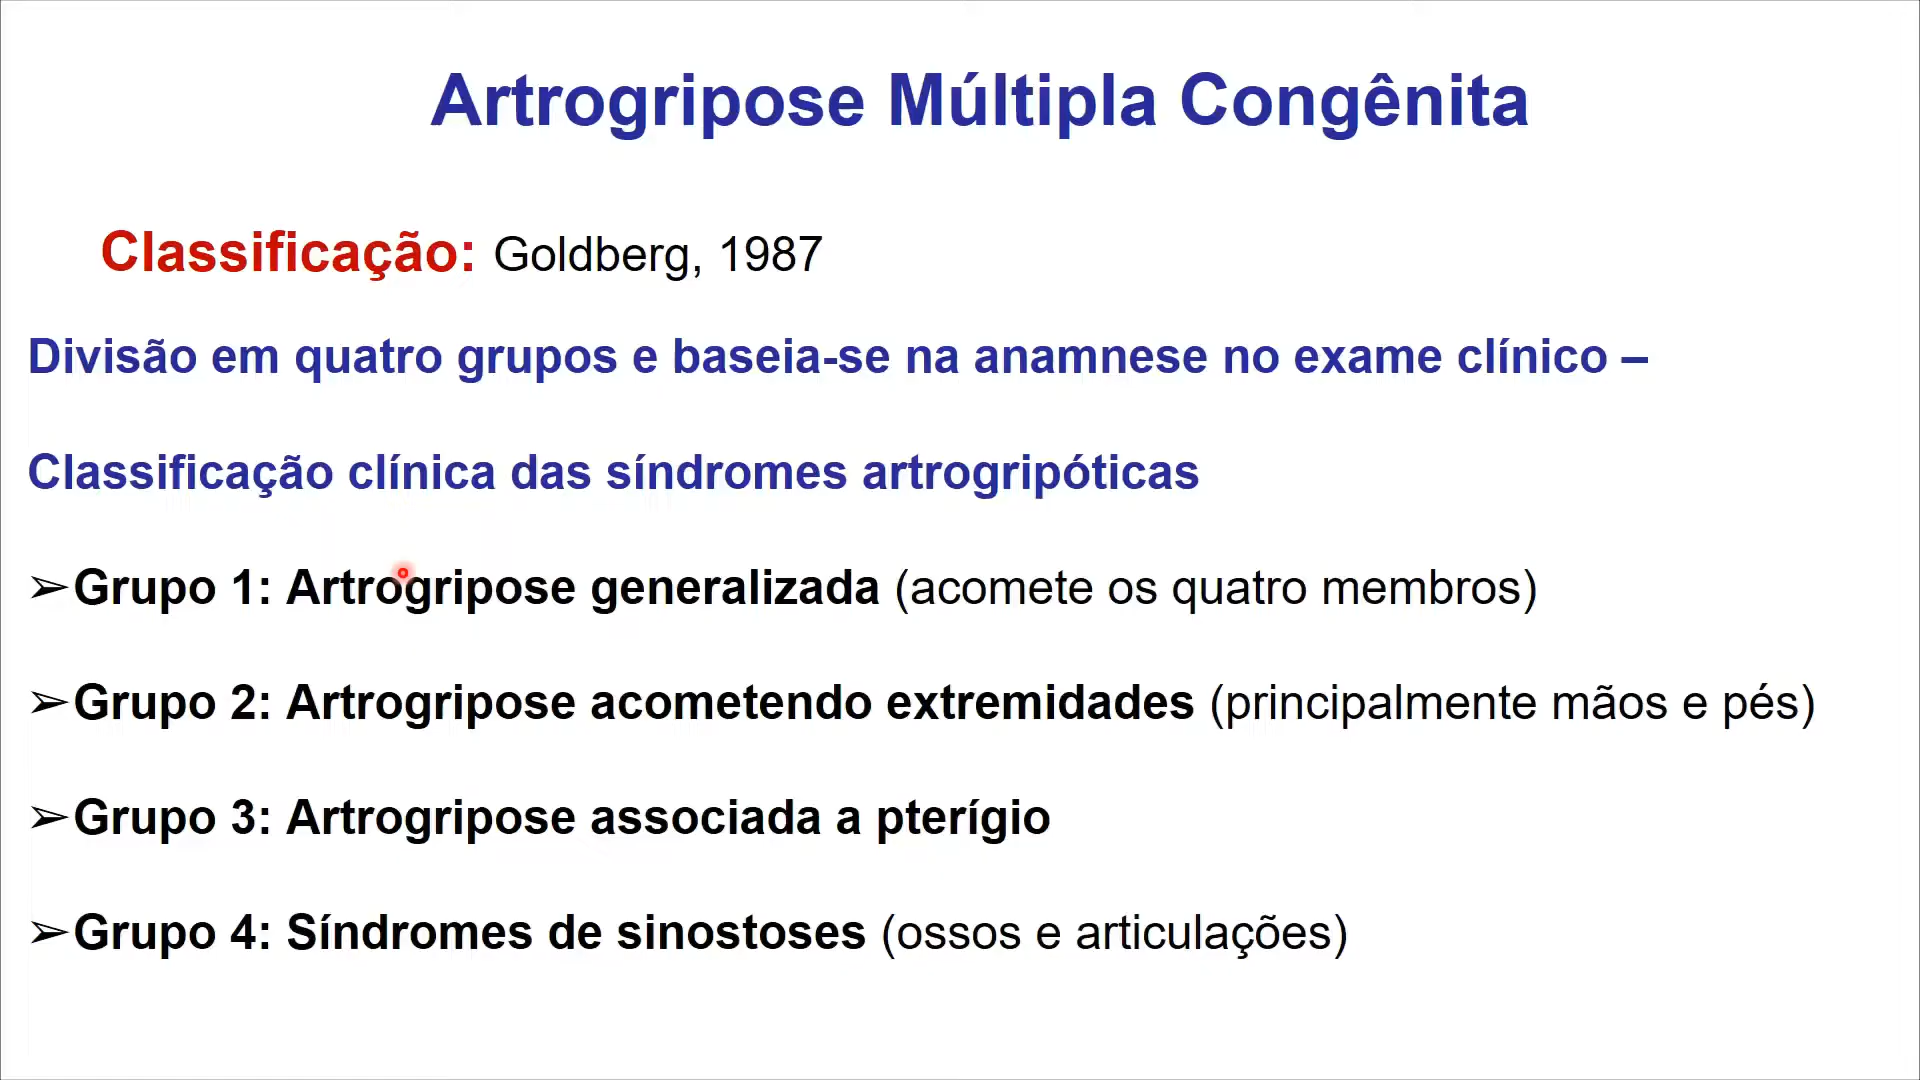 Artrogripose Múltipla Congênita
Classificação: Goldberg, 1987
Divisão em quatro grupos e baseia-se na anamnese no exame clínico –
Classificação clínica das síndromes artrogripóticas
➢Grupo 1: Artrogripose generalizada (acomete os quatro membros)
➢Grupo 2: Artrogripose acometendo extremidades (principalmente mãos e pés)
➢Grupo 3: Artrogripose associada a pterígio
➢Grupo 4: Síndromes de sinostoses (ossos e articulações)